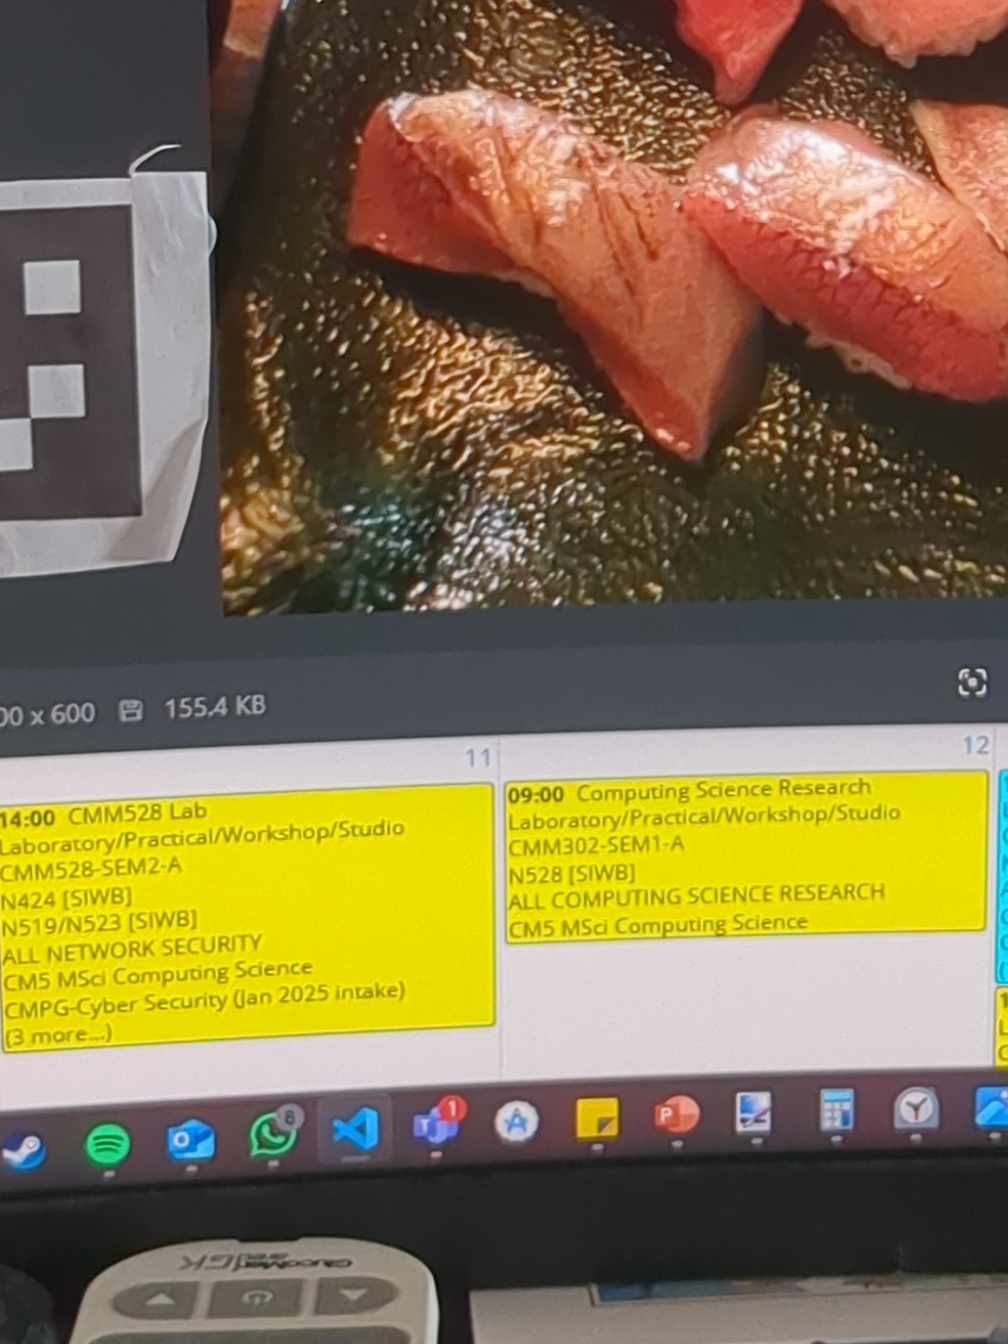 00 x 600 155.4 KB
11
14:00 CMM528 Lab
Laboratory/Practical/Workshop/Studio
CMM528-SEM2-A
N424 [SIWB]
N519/N523 [SIWB]
ALL NETWORK SECURITY
CM5 MSci Computing Science
CMPG-Cyber Security (Jan 2025 intake)
(3 more...)
12
09:00 Computing Science Research
Laboratory/Practical/Workshop/Studio
CMM302-SEM1-A
N528 [SIWB]
ALL COMPUTING SCIENCE RESEARCH
CM5 MSci Computing Science
8
1